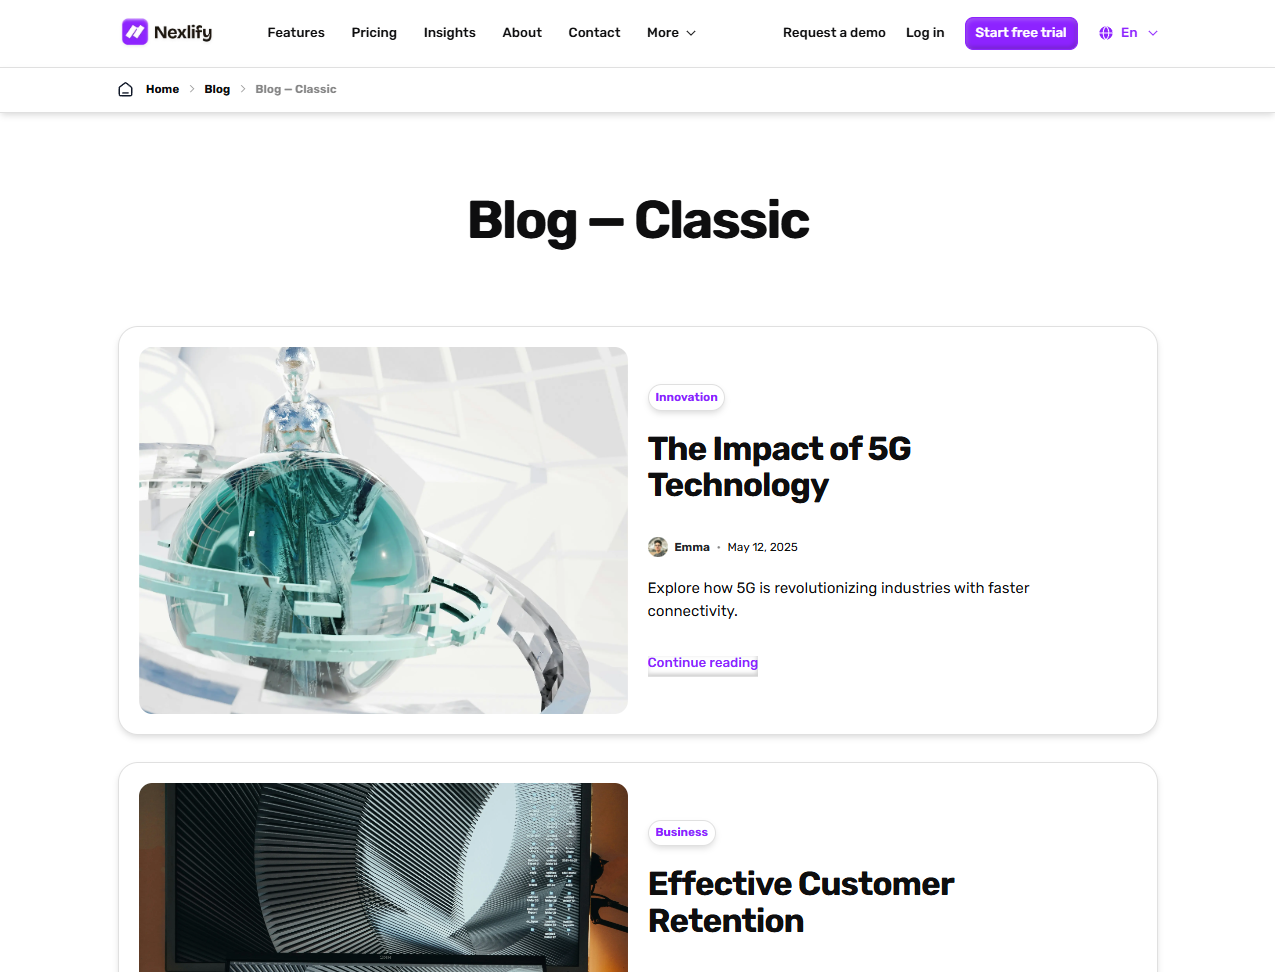 Nexlify
Features
Pricing
Insights
About
Contact
More
Request a demo
Log in
Start free trial
En
Home
Blog
Blog — Classic
Blog — Classic
Innovation
The Impact of 5G
Technology
Emma • May 12, 2025
Explore how 5G is revolutionizing industries with faster
connectivity.
Continue reading
Business
Effective Customer
Retention